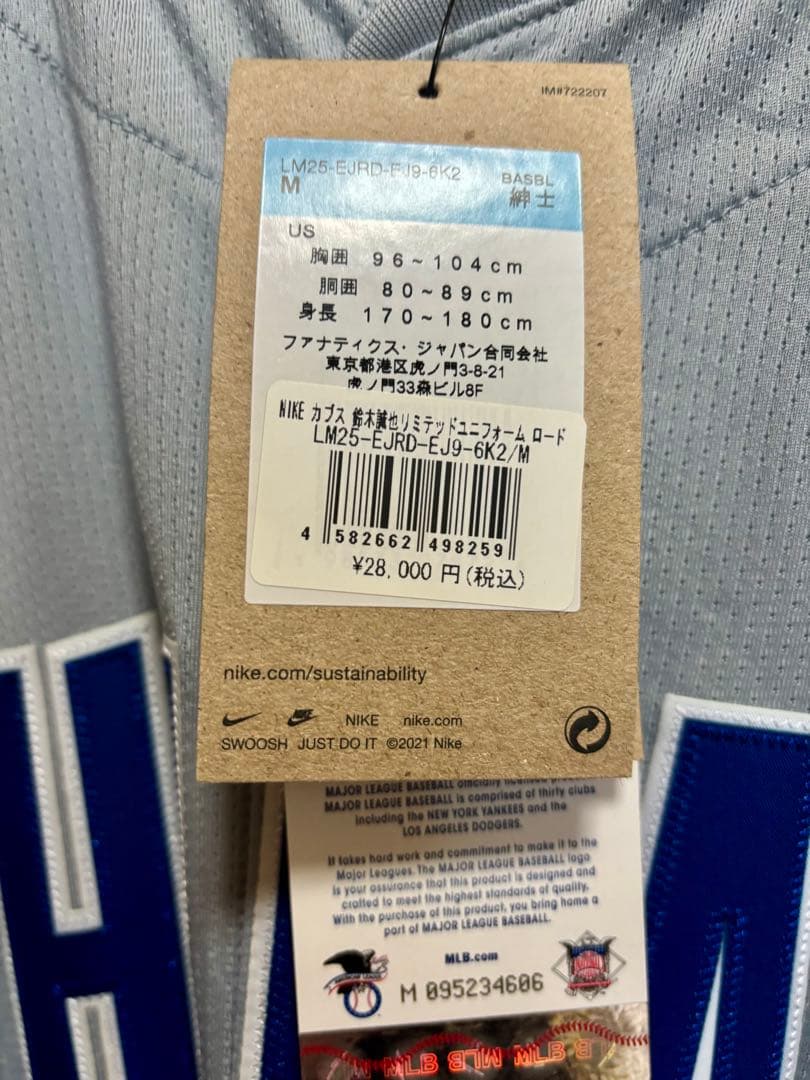 IM#722207
LM25-EJRD-EJ9-6K2
M
BASBL
紳士
US
胸囲 96~104cm
胴囲 80~89cm
身長 170~180cm
ファナティクス・ジャパン合同会社
東京都港区虎ノ門3-8-21
虎ノ門33森ビル8F
NIKE カブス 鈴木誠也リミテッドユニフォーム ロード
LM25-EJRD-EJ9-6K2/M
4 582662 498259
¥28,000 円(税込)
nike.com/sustainability
NIKE nike.com
SWOOSH JUST DO IT ©2021 Nike
MAJOR LEAGUE BASEBALL officially licensed
MAJOR LEAGUE BASEBALL is comprised of thirty clubs
including the NEW YORK YANKEES and the
LOS ANGELES DODGERS.
It takes hard work and commitment to make it to the
Major Leagues. The MAJOR LEAGUE BASEBALL logo
is your assurance that this product is designed and
crafted to meet the highest standards of quality.
With the purchase of this product, you bring home a
part of MAJOR LEAGUE BASEBALL.
MLB.com
M 095234606
MLB MLB